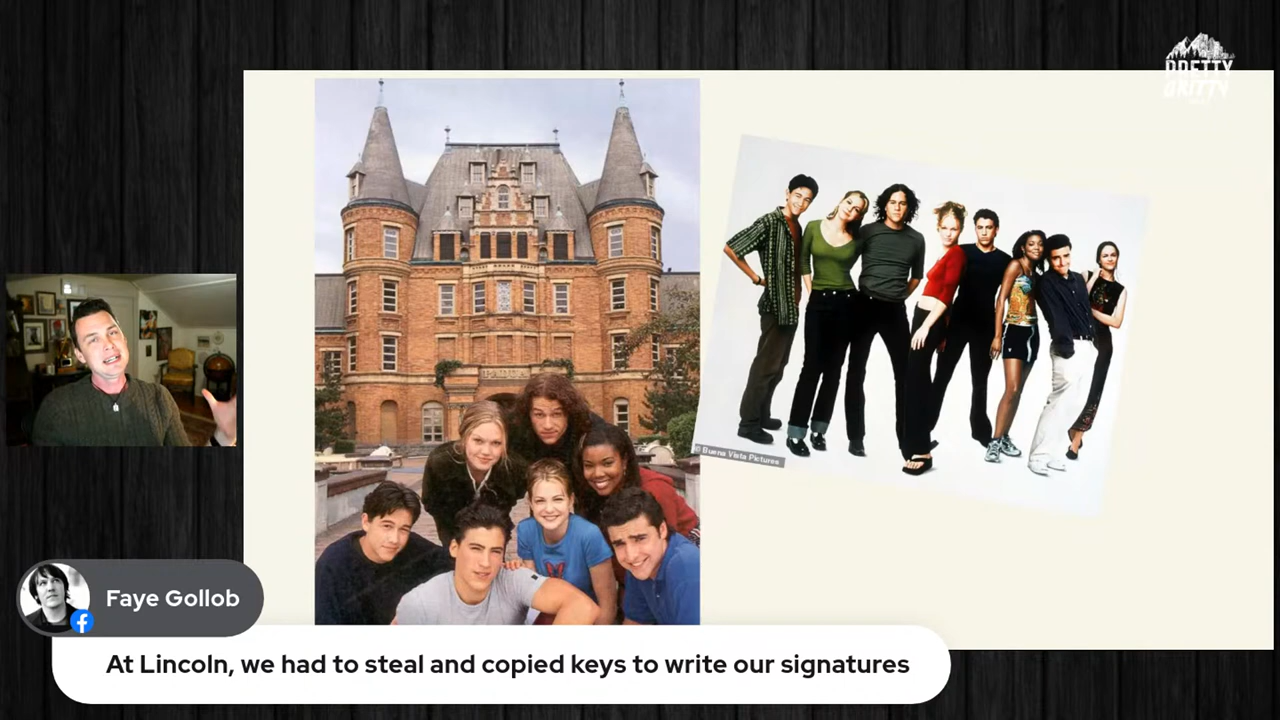 PRETTY
GRITTY
© Buena Vista Pictures
Faye Gollob
At Lincoln, we had to steal and copied keys to write our signatures